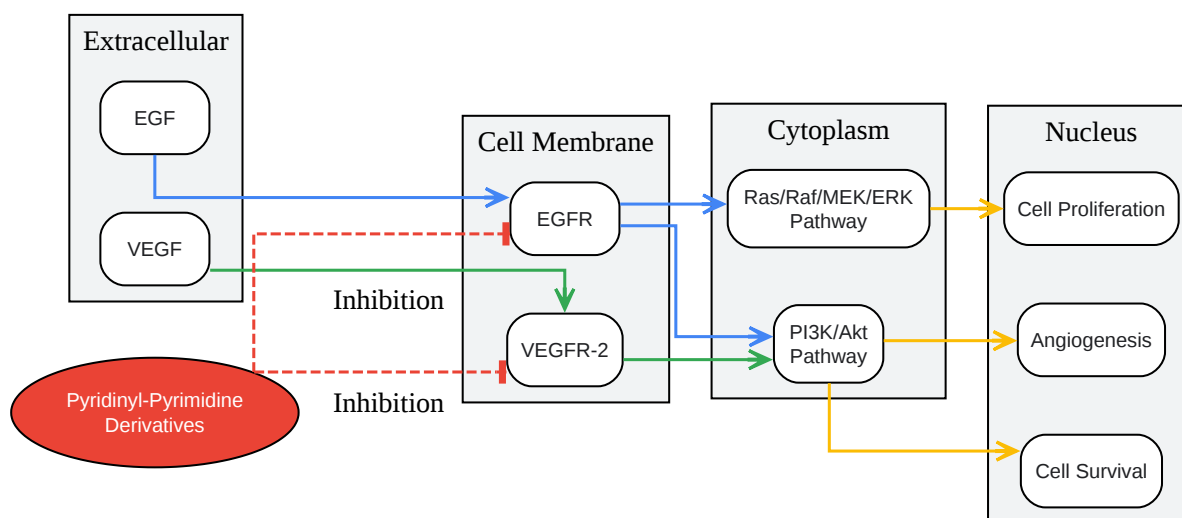 Extracellular
EGF
VEGF
Pyridinyl-Pyrimidine
Derivatives
Inhibition
Inhibition
Cell Membrane
EGFR
VEGFR-2
Cytoplasm
Ras/Raf/MEK/ERK
Pathway
PI3K/Akt
Pathway
Nucleus
Cell Proliferation
Angiogenesis
Cell Survival